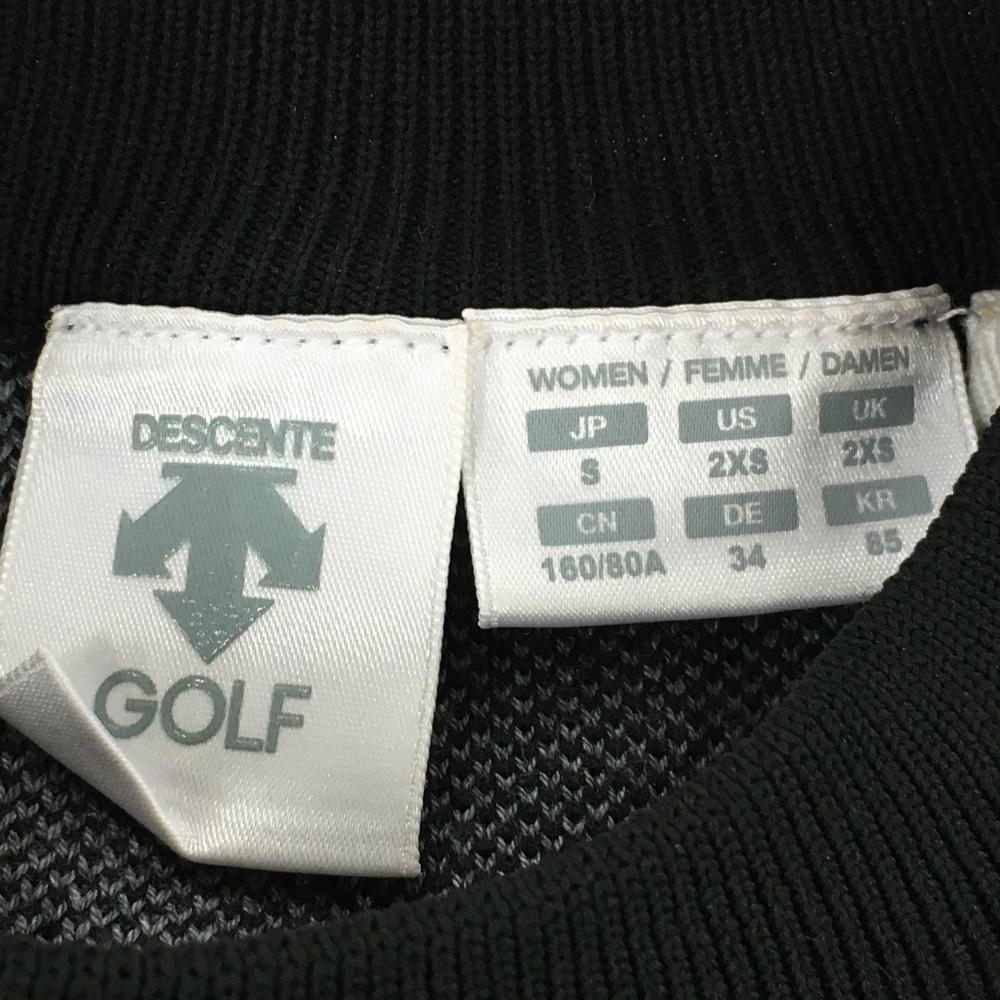 DESCENTE
GOLF
WOMEN / FEMME / DAMEN
JP US UK
S 2XS 2XS
CN DE KR
160/80A 34 85